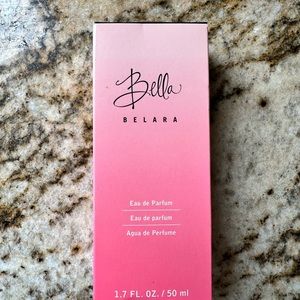 Bella
BELARA
Eau de Parfum
Eau de parfum
Agua de Perfume
1.7 FL. OZ. / 50 ml